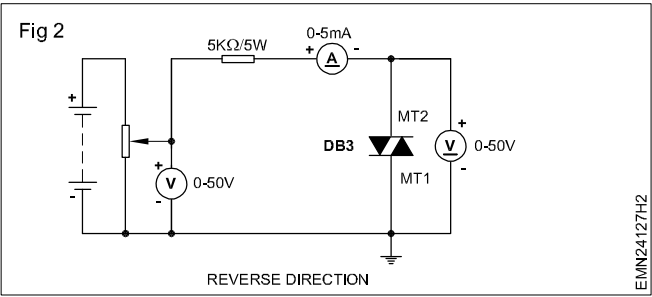 Fig 2
0-5mA
5KΩ/5W
+ A -
+
MT2
+
DB3
V 0-50V
+
V 0-50V
-
MT1
-
-
REVERSE DIRECTION
EMN24127H2